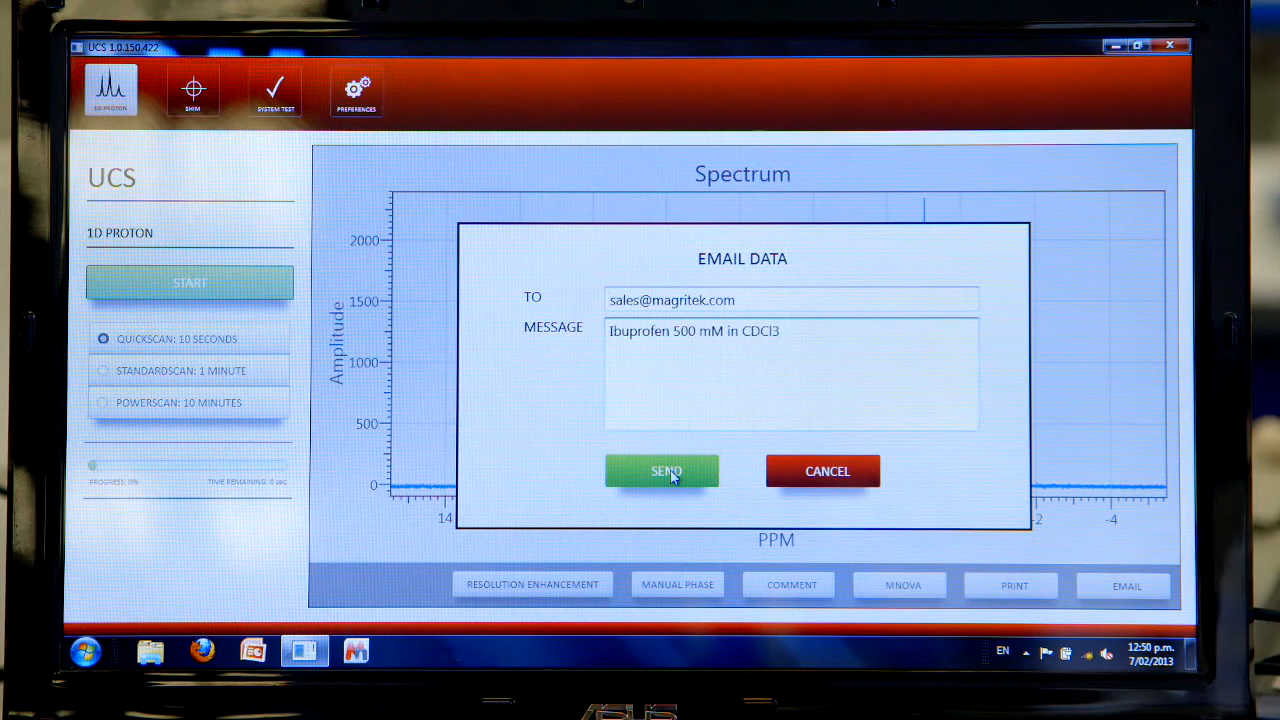 UCS 1.0.150.422
1D PROTON
SHIM
SYSTEM TEST
PREFERENCES
UCS
1D PROTON
START
QUICKSCAN: 10 SECONDS
STANDARDSCAN: 1 MINUTE
POWERSCAN: 10 MINUTES
PROGRESS: 0% TIME REMAINING: 0 sec
Spectrum
Amplitude
2000
1500
1000
500
0
14 -2 -4
PPM
EMAIL DATA
TO sales@magritek.com
MESSAGE Ibuprofen 500 mM in CDCl3
SEND CANCEL
RESOLUTION ENHANCEMENT MANUAL PHASE COMMENT MNOVA PRINT EMAIL
EN 12:50 p.m.
7/02/2013
ASUS